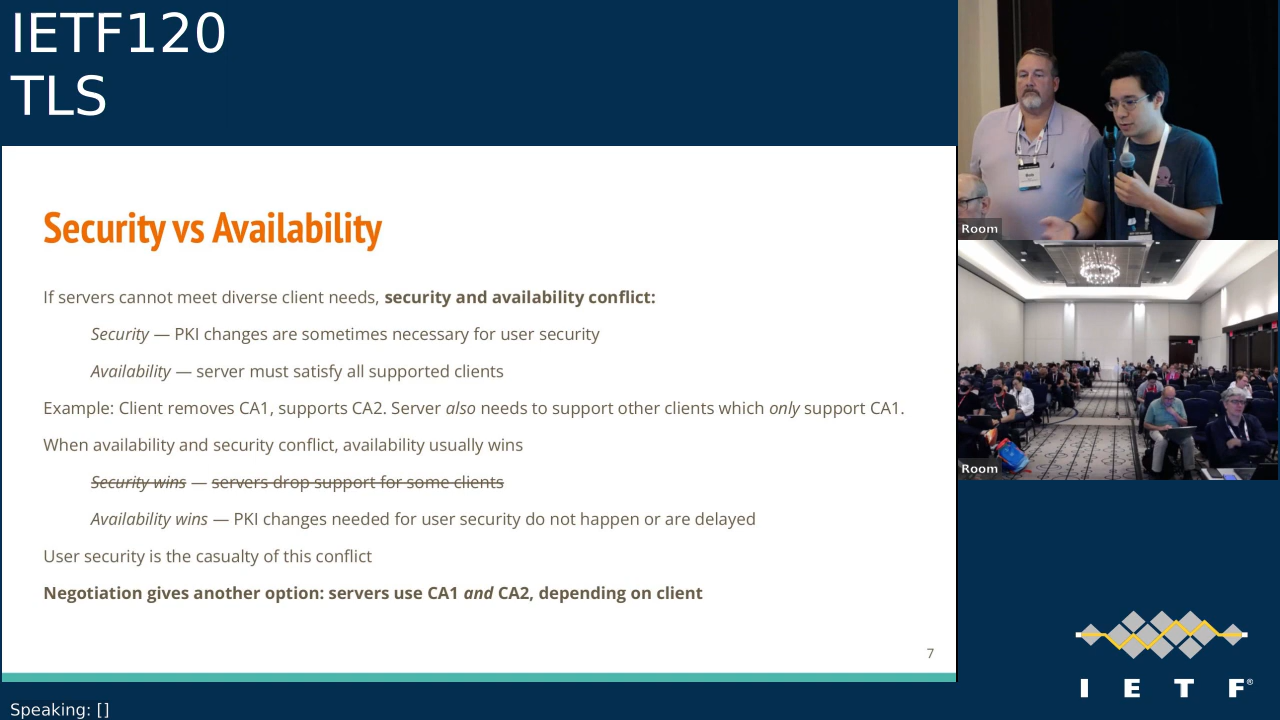 IETF120
TLS
Security vs Availability
If servers cannot meet diverse client needs, security and availability conflict:
Security — PKI changes are sometimes necessary for user security
Availability — server must satisfy all supported clients
Example: Client removes CA1, supports CA2. Server also needs to support other clients which only support CA1.
When availability and security conflict, availability usually wins
Security wins — servers drop support for some clients
Availability wins — PKI changes needed for user security do not happen or are delayed
User security is the casualty of this conflict
Negotiation gives another option: servers use CA1 and CA2, depending on client
7
Room
Room
I E T F®
Speaking: []